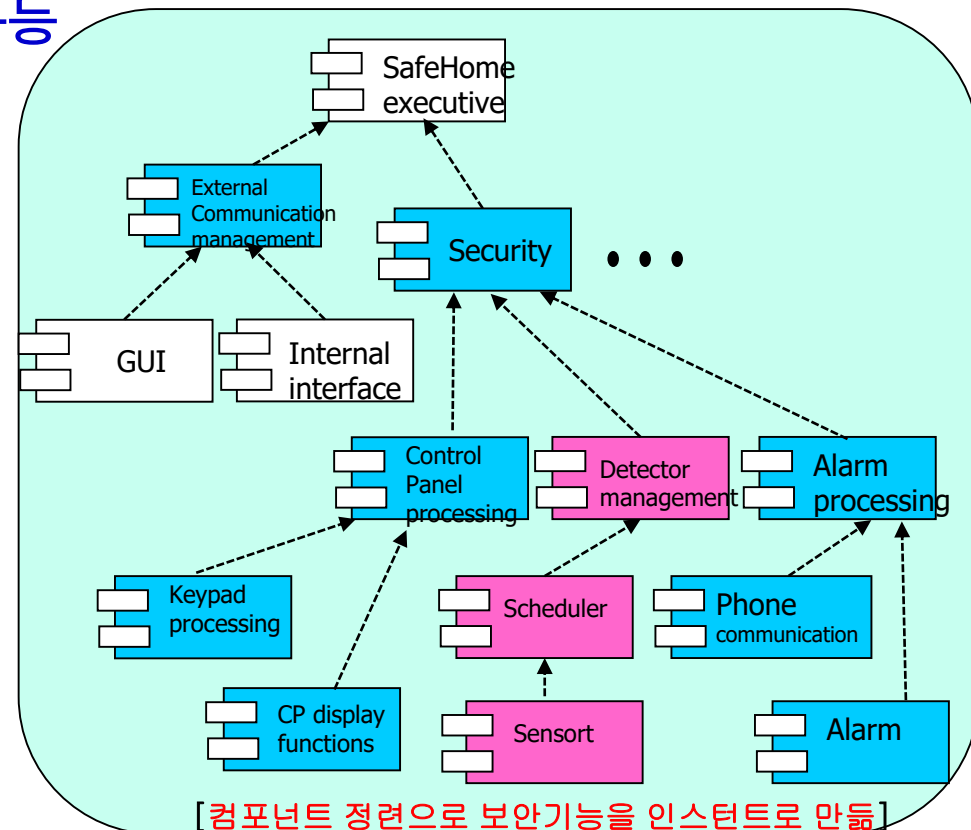 SafeHome
executive
External
Communication
management
Security
• • •
GUI
Internal
interface
Control
Panel
processing
Detector
management
Alarm
processing
Keypad
processing
Scheduler
Phone
communication
CP display
functions
Sensort
Alarm
[컴포넌트 정련으로 보안기능을 인스턴트로 만듦]